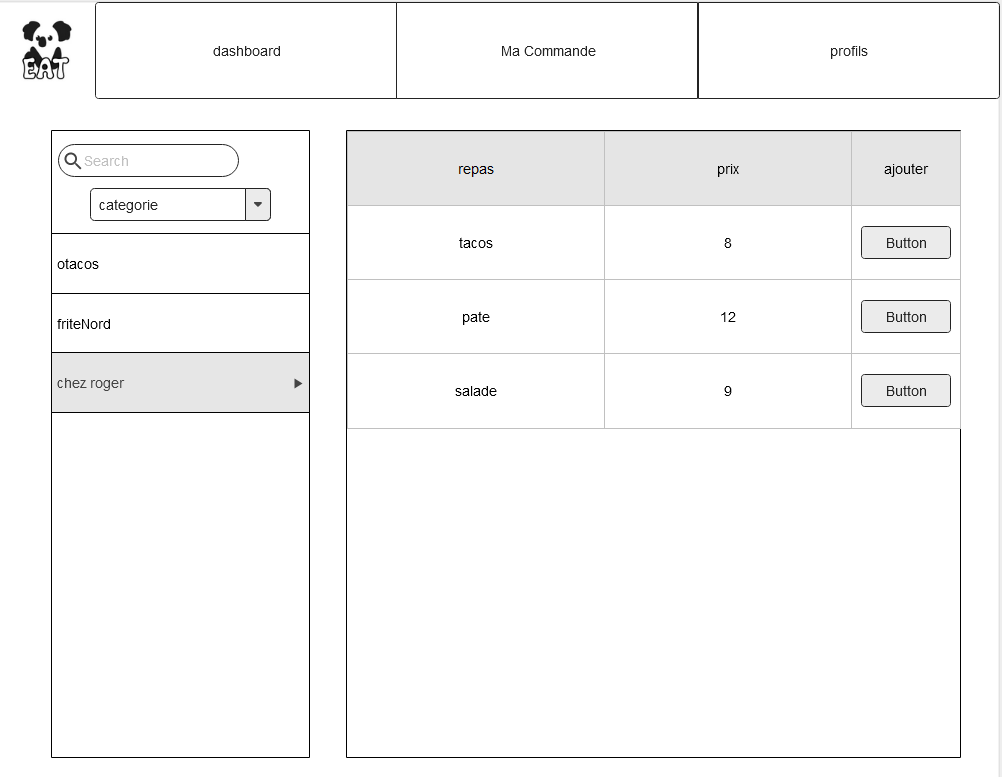 EAT
dashboard
Ma Commande
profils
Search
categorie
otacos
friteNord
chez roger
repas prix ajouter
tacos 8 Button
pate 12 Button
salade 9 Button